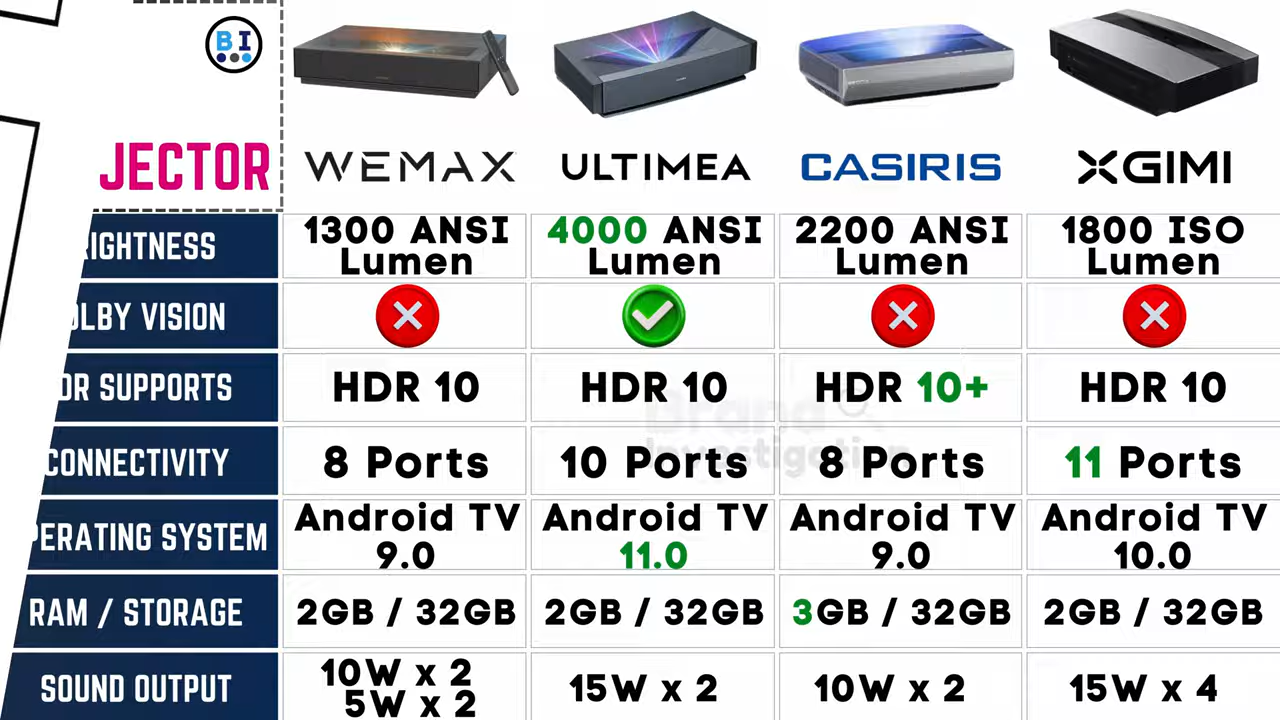 BI
JECTOR
WEMAX
ULTIMEA
CASIRIS
XGIMI
RIGHTNESS
1300 ANSI
Lumen
4000 ANSI
Lumen
2200 ANSI
Lumen
1800 ISO
Lumen
OLBY VISION
DR SUPPORTS
HDR 10
HDR 10
HDR 10+
HDR 10
Brand
Investigation
CONNECTIVITY
8 Ports
10 Ports
8 Ports
11 Ports
PERATING SYSTEM
Android TV
9.0
Android TV
11.0
Android TV
9.0
Android TV
10.0
RAM / STORAGE
2GB / 32GB
2GB / 32GB
3GB / 32GB
2GB / 32GB
SOUND OUTPUT
10W x 2
5W x 2
15W x 2
10W x 2
15W x 4